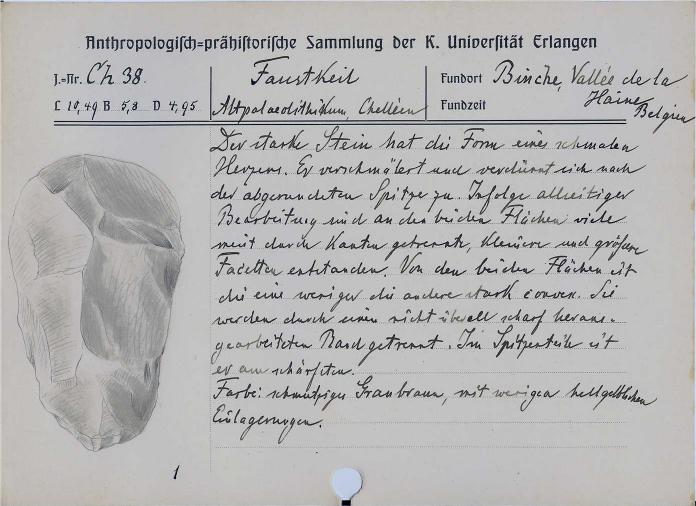 Anthropologisch=prähistorische Sammlung der K. Universität Erlangen
J.=Nr. Ch 38.
Faustkeil
Fundort Binche, Vallée de la
Haine,
Belgien
L 10,49 B 5,8 D 4,95
Altpalaeolithikum, Chelléen
Fundzeit
Der starke Stein hat die Form eines schmalen
Herzens. Er verschmälert und verdünnt sich nach
der abgerundeten Spitze zu. Infolge allseitiger
Bearbeitung sind an den beiden Flächen viele
meist durch Kanten getrennte, kleinere und größere
Facetten entstanden. Von den beiden Flächen ist
die eine weniger die andere stark convex. Sie
werden durch einen nicht überall scharf heraus-
gearbeiteten Rand getrennt. Im Spitzenteile ist
er am schärfsten.
Farbe: schmutziges Graubraun, mit wenigen hellgelblichen
Einlagerungen.
1